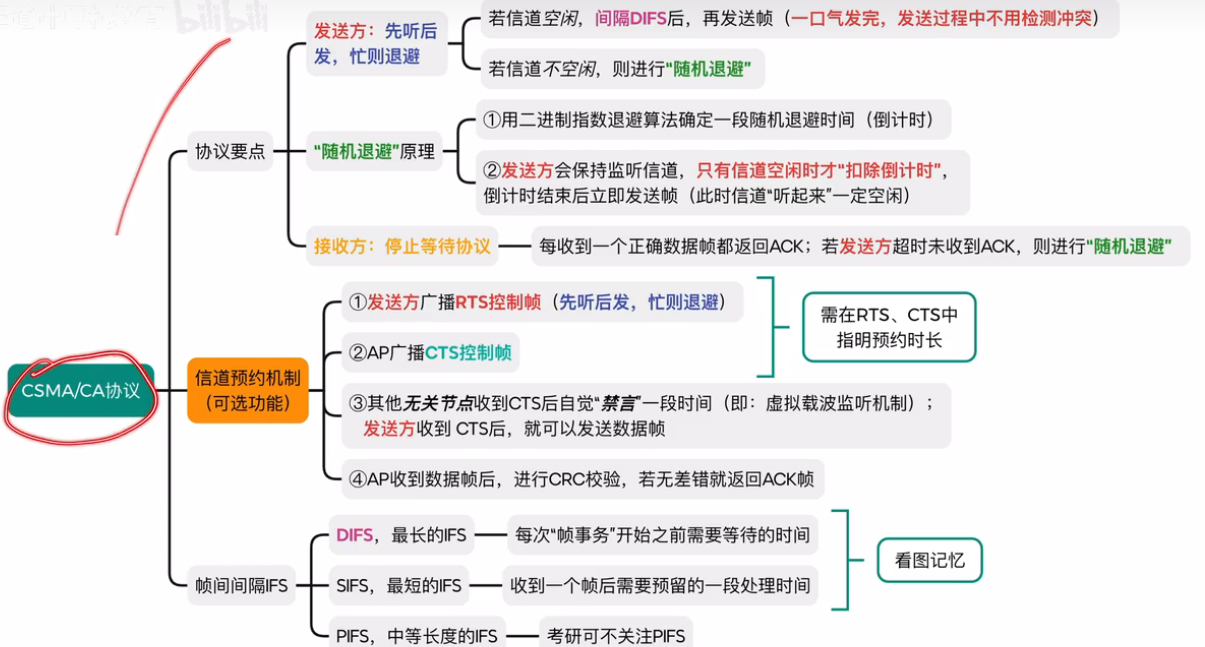 bilibili
发送方：先听后
发，忙则退避
若信道空闲，间隔DIFS后，再发送帧（一口气发完，发送过程中不用检测冲突）
若信道不空闲，则进行“随机退避”
协议要点
“随机退避”原理
①用二进制指数退避算法确定一段随机退避时间（倒计时）
②发送方会保持监听信道，只有信道空闲时才“扣除倒计时”，
倒计时结束后立即发送帧（此时信道“听起来”一定空闲）
接收方：停止等待协议
每收到一个正确数据帧都返回ACK；若发送方超时未收到ACK，则进行“随机退避”
CSMA/CA协议
信道预约机制
（可选功能）
①发送方广播RTS控制帧（先听后发，忙则退避）
②AP广播CTS控制帧
需在RTS、CTS中
指明预约时长
③其他无关节点收到CTS后自觉“禁言”一段时间（即：虚拟载波监听机制）；
发送方收到 CTS后，就可以发送数据帧
④AP收到数据帧后，进行CRC校验，若无差错就返回ACK帧
帧间间隔IFS
DIFS，最长的IFS
每次“帧事务”开始之前需要等待的时间
SIFS，最短的IFS
收到一个帧后需要预留的一段处理时间
看图记忆
PIFS，中等长度的IFS
考研可不关注PIFS